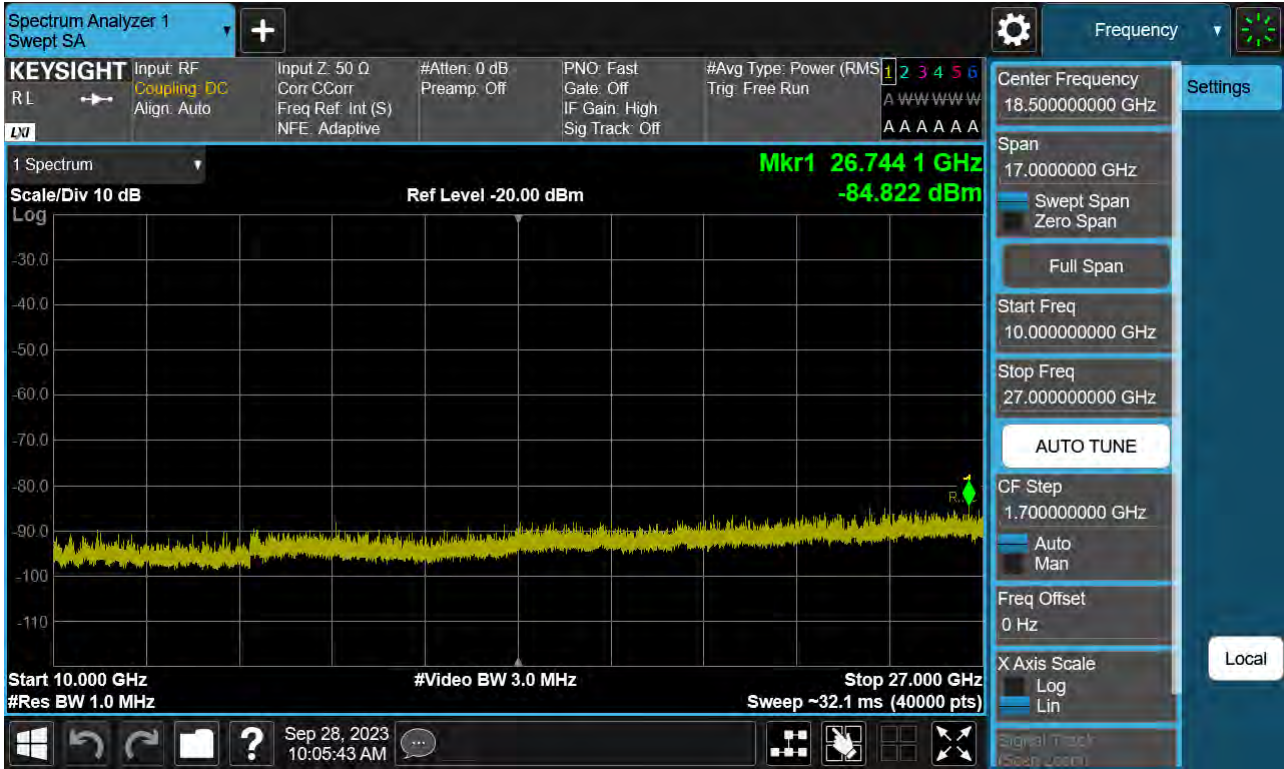 Spectrum Analyzer 1
Swept SA
+
Frequency
KEYSIGHT
RL
LXI
Input: RF
Coupling: DC
Align: Auto
Input Z: 50 Ω
Corr CCorr
Freq Ref: Int (S)
NFE: Adaptive
#Atten: 0 dB
Preamp: Off
PNO: Fast
Gate: Off
IF Gain: High
Sig Track: Off
#Avg Type: Power (RMS
Trig: Free Run
1 2 3 4 5 6
A W W W W W
A A A A A A
1 Spectrum
Mkr1 26.744 1 GHz
Scale/Div 10 dB
Ref Level -20.00 dBm
-84.822 dBm
Log
-30.0
-40.0
-50.0
-60.0
-70.0
-80.0
-90.0
-100
-110
1
Start 10.000 GHz
#Video BW 3.0 MHz
Stop 27.000 GHz
#Res BW 1.0 MHz
Sweep ~32.1 ms (40000 pts)
Center Frequency
18.500000000 GHz
Span
17.0000000 GHz
Swept Span
Zero Span
Full Span
Start Freq
10.000000000 GHz
Stop Freq
27.000000000 GHz
AUTO TUNE
CF Step
1.700000000 GHz
Auto
Man
Freq Offset
0 Hz
X Axis Scale
Log
Lin
Signal Track
(Span Zoom)
Settings
Local
?
Sep 28, 2023
10:05:43 AM